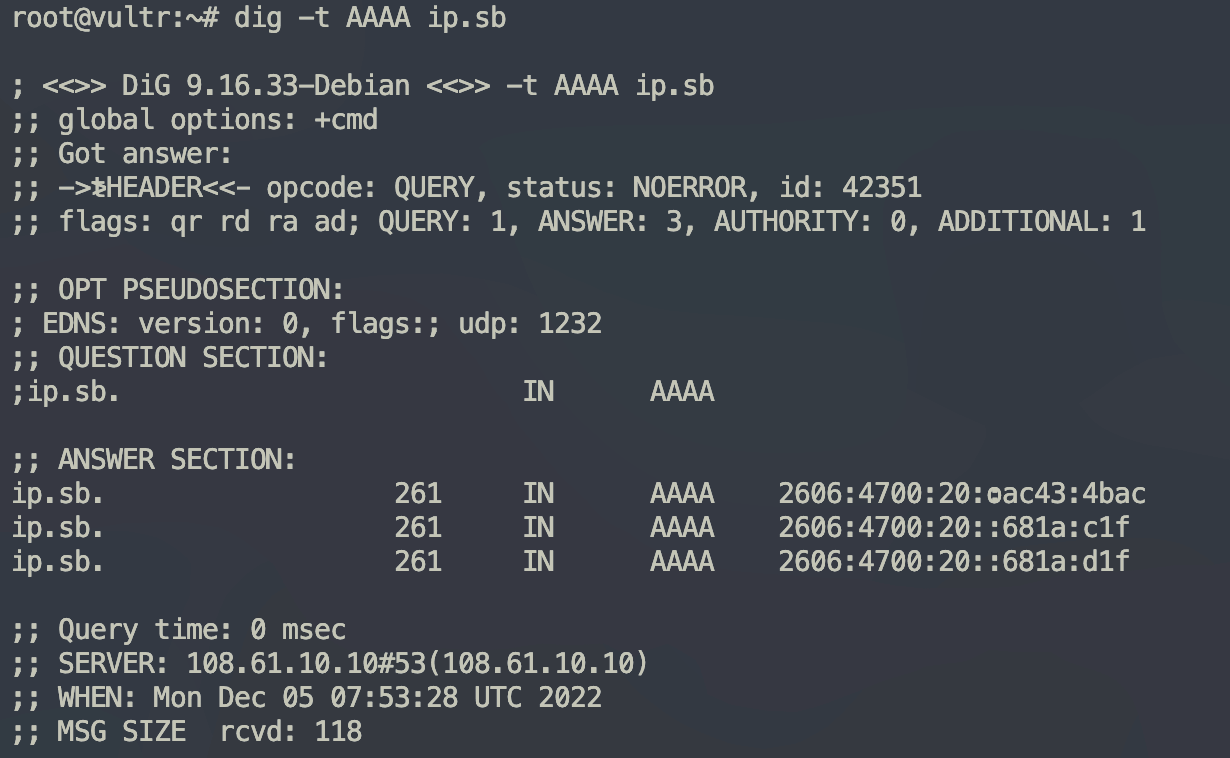 root@vultr:~# dig -t AAAA ip.sb
; <<>> DiG 9.16.33-Debian <<>> -t AAAA ip.sb
;; global options: +cmd
;; Got answer:
;; ->>HEADER<<- opcode: QUERY, status: NOERROR, id: 42351
;; flags: qr rd ra ad; QUERY: 1, ANSWER: 3, AUTHORITY: 0, ADDITIONAL: 1
;; OPT PSEUDOSECTION:
; EDNS: version: 0, flags:; udp: 1232
;; QUESTION SECTION:
;ip.sb. IN AAAA
;; ANSWER SECTION:
ip.sb. 261 IN AAAA 2606:4700:20::ac43:4bac
ip.sb. 261 IN AAAA 2606:4700:20::681a:c1f
ip.sb. 261 IN AAAA 2606:4700:20::681a:d1f
;; Query time: 0 msec
;; SERVER: 108.61.10.10#53(108.61.10.10)
;; WHEN: Mon Dec 05 07:53:28 UTC 2022
;; MSG SIZE rcvd: 118